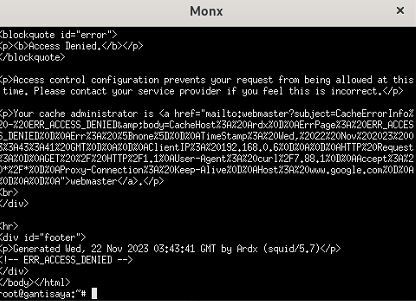 Monx
<blockquote id="error">
<p><b>Access Denied.</b></p>
</blockquote>
<p>Access control configuration prevents your request from being allowed at this
 time. Please contact your service provider if you feel this is incorrect.</p>
<p>Your cache administrator is <a href="mailto:webmaster?subject=CacheErrorInfo%
20-%20ERR_ACCESS_DENIED&amp;body=CacheHost%3A%20Ardx%0D%0AErrPage%3A%20ERR_ACCES
S_DENIED%0D%0AErr%3A%20%5Bnone%5D%0D%0ATimeStamp%3A%20Wed,%2022%20Nov%202023%200
3%3A43%3A41%20GMT%0D%0A%0D%0AClientIP%3A%20192.168.0.6%0D%0A%0D%0AHTTP%20Request
%3A%0D%0AGET%20%2F%20HTTP%2F1.1%0AUser-Agent%3A%20curl%2F7.88.1%0D%0AAccept%3A%2
0*%2F*%0D%0AProxy-Connection%3A%20Keep-Alive%0D%0AHost%3A%20www.google.com%0D%0A
%0D%0A%0D%0A">webmaster</a>.</p>
<br>
</div>
<hr>
<div id="footer">
<p>Generated Wed, 22 Nov 2023 03:43:41 GMT by Ardx (squid/5.7)</p>
<!-- ERR_ACCESS_DENIED -->
</div>
</body></html>
root@gantisaya:~#